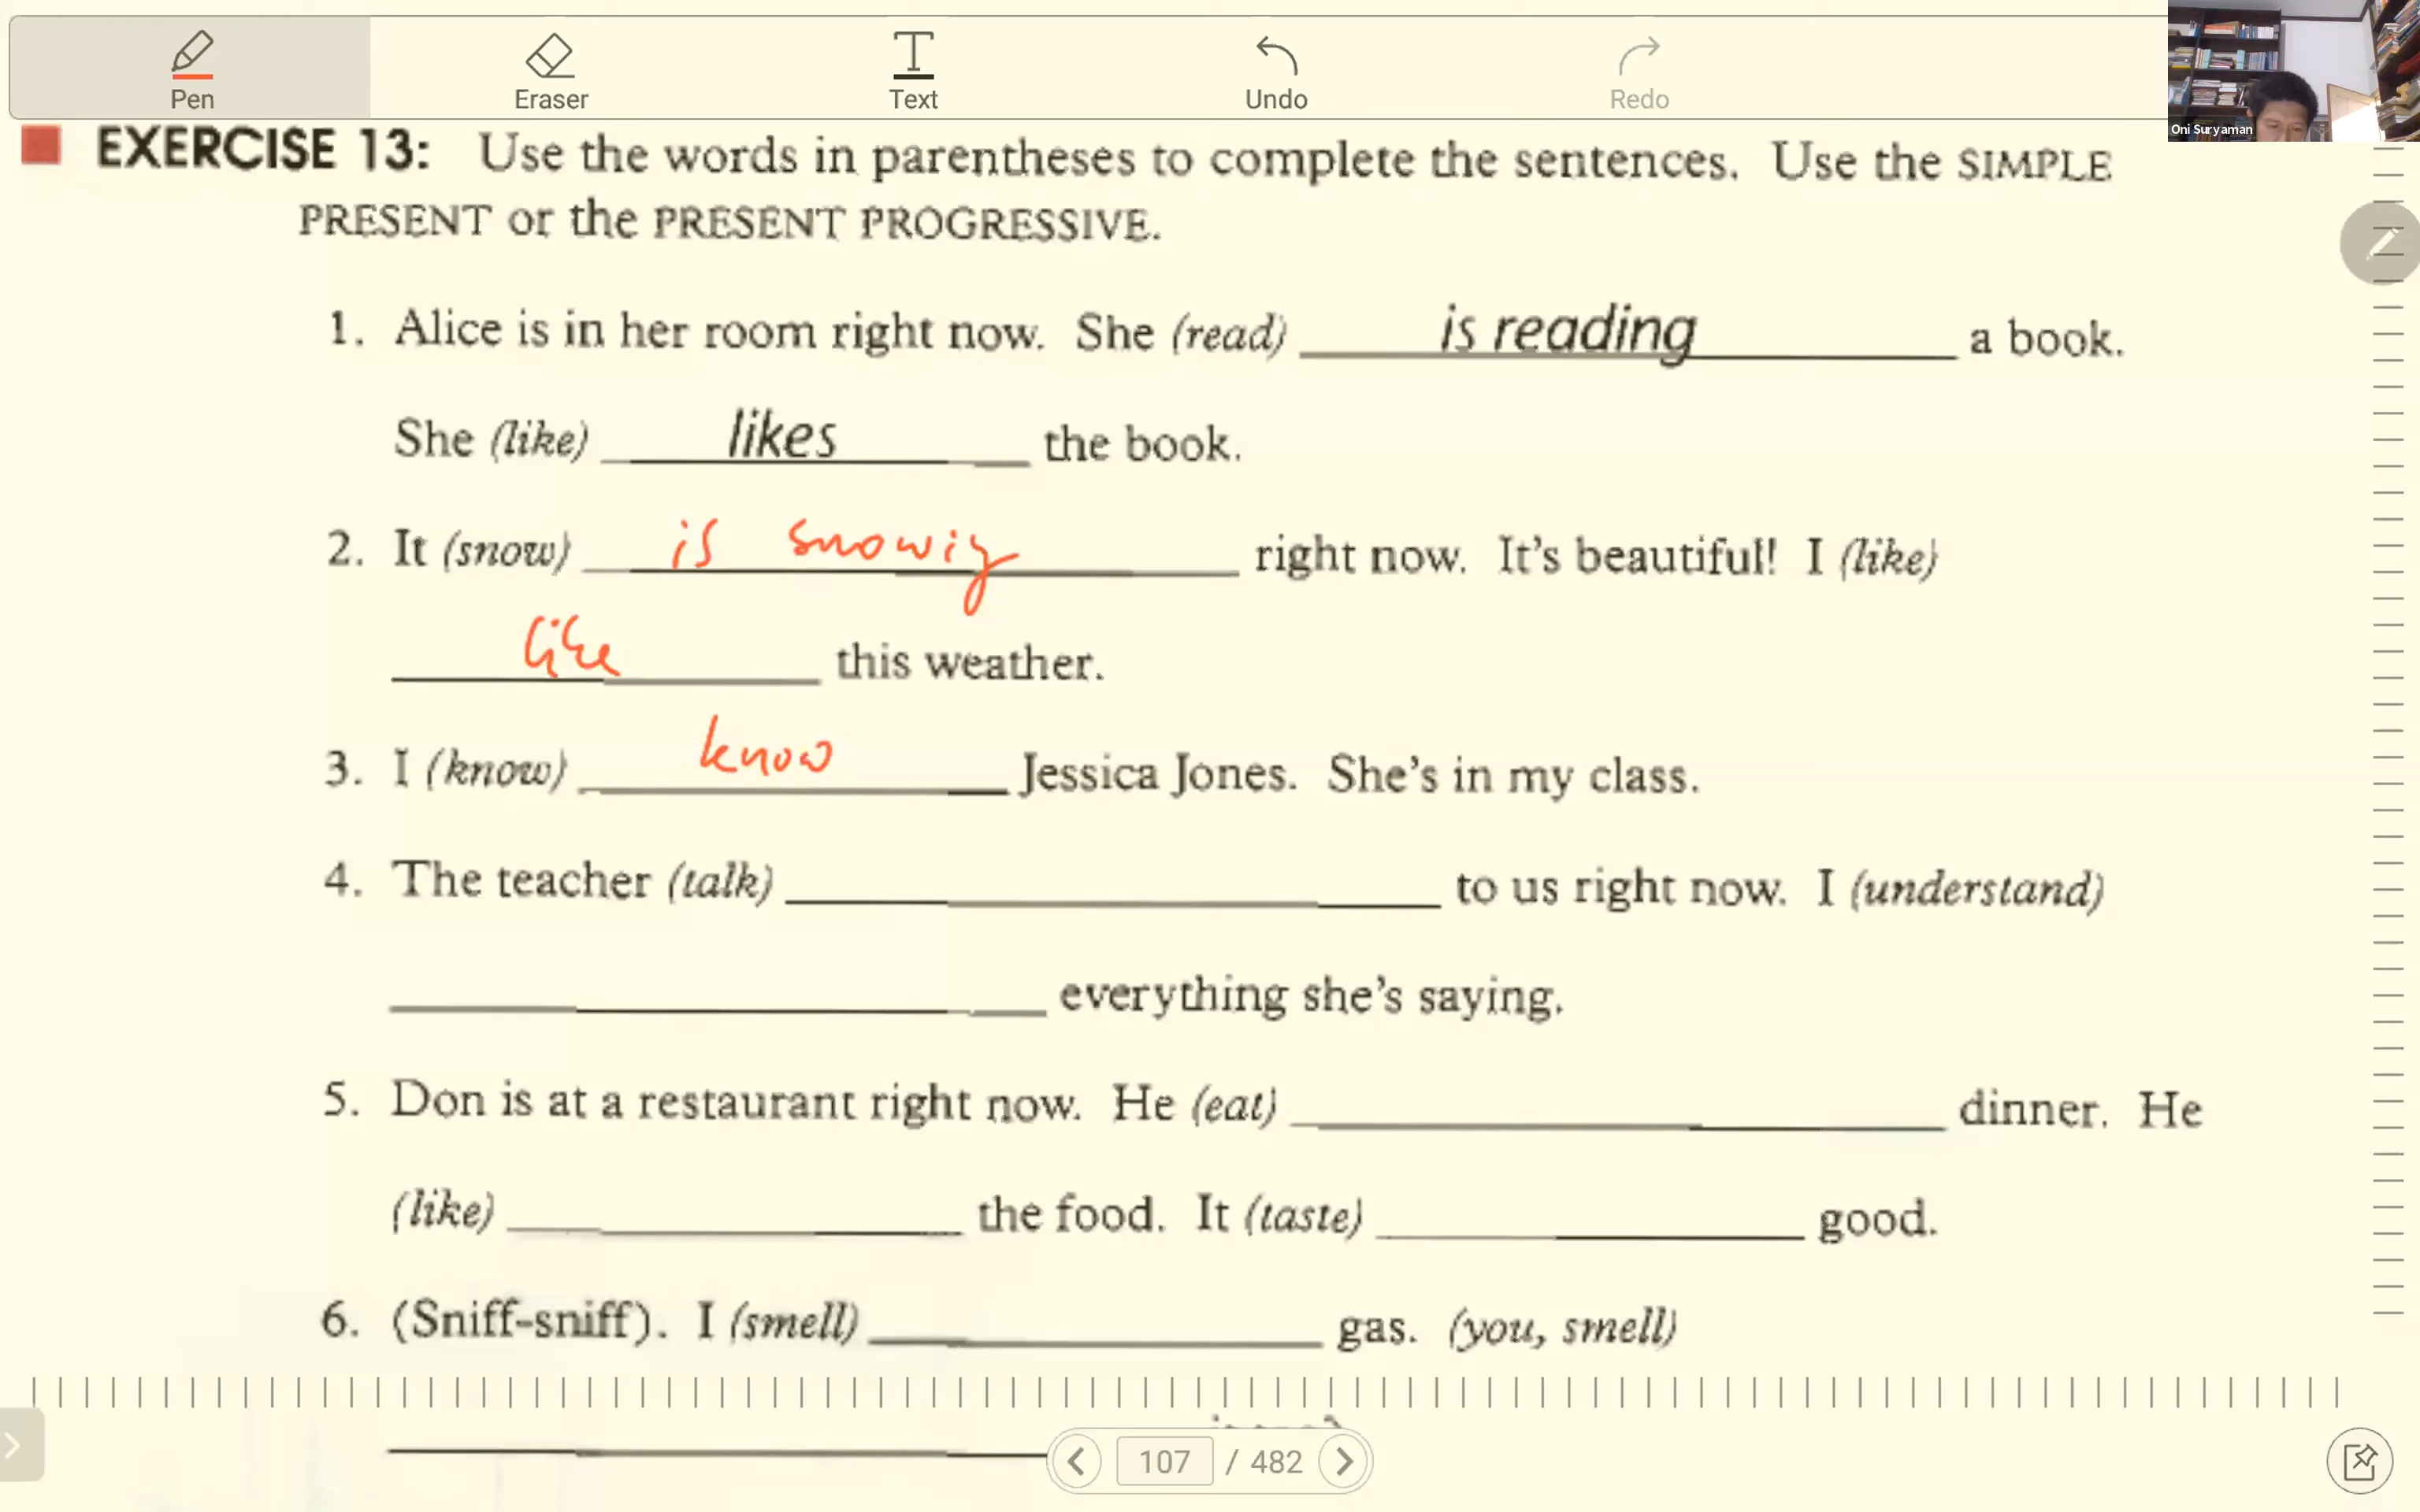 Pen Eraser Text Undo Redo
Oni Suryaman
EXERCISE 13: Use the words in parentheses to complete the sentences. Use the SIMPLE
PRESENT or the PRESENT PROGRESSIVE.
1. Alice is in her room right now. She (read) is reading a book.
She (like) likes the book.
2. It (snow) is snowig right now. It's beautiful! I (like)
like this weather.
3. I (know) know Jessica Jones. She's in my class.
4. The teacher (talk) to us right now. I (understand)
everything she's saying.
5. Don is at a restaurant right now. He (eat) dinner. He
(like) the food. It (taste) good.
6. (Sniff-sniff). I (smell) gas. (you, smell)
107 / 482